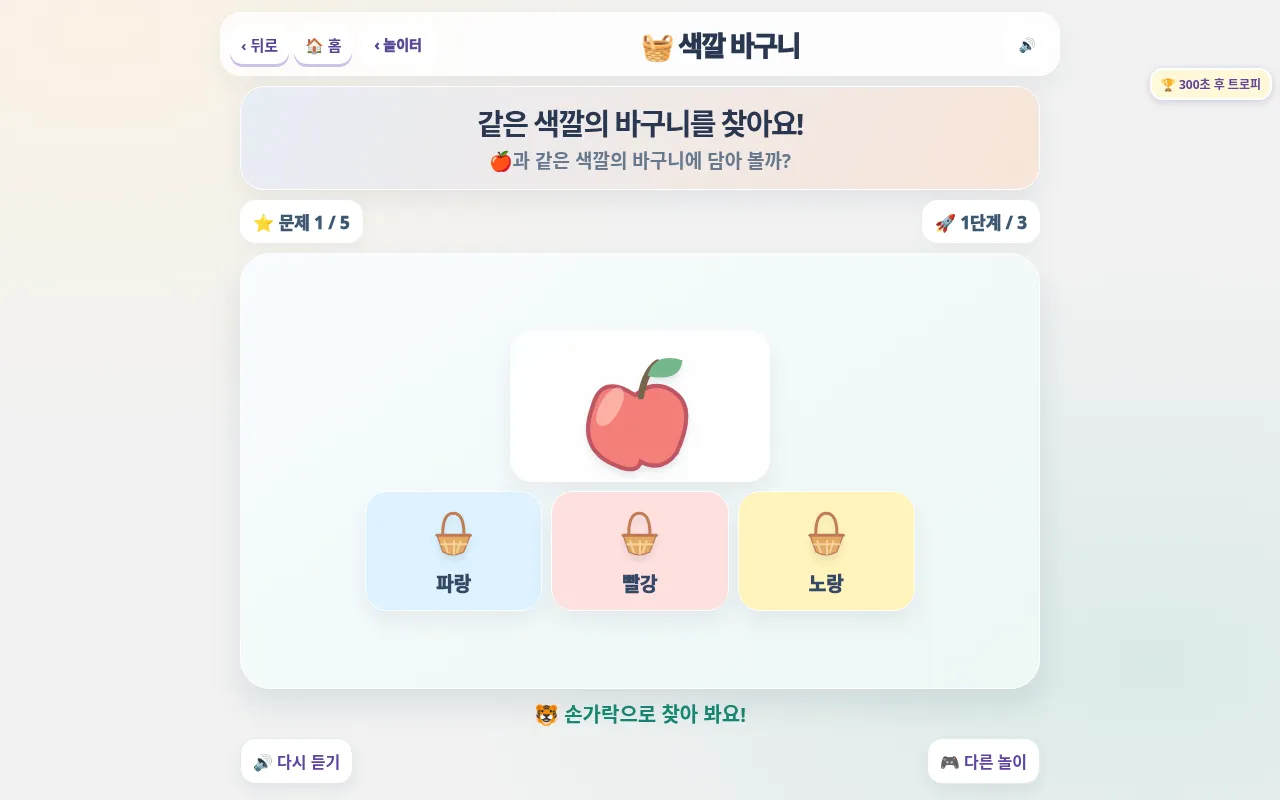 ‹ 뒤로
🏠 홈
‹ 놀이터
🧺 색깔 바구니
🔊
🏆 300초 후 트로피
같은 색깔의 바구니를 찾아요!
🍎과 같은 색깔의 바구니에 담아 볼까?
⭐ 문제 1 / 5
🚀 1단계 / 3
파랑
빨강
노랑
🐯 손가락으로 찾아 봐요!
🔊 다시 듣기
🎮 다른 놀이